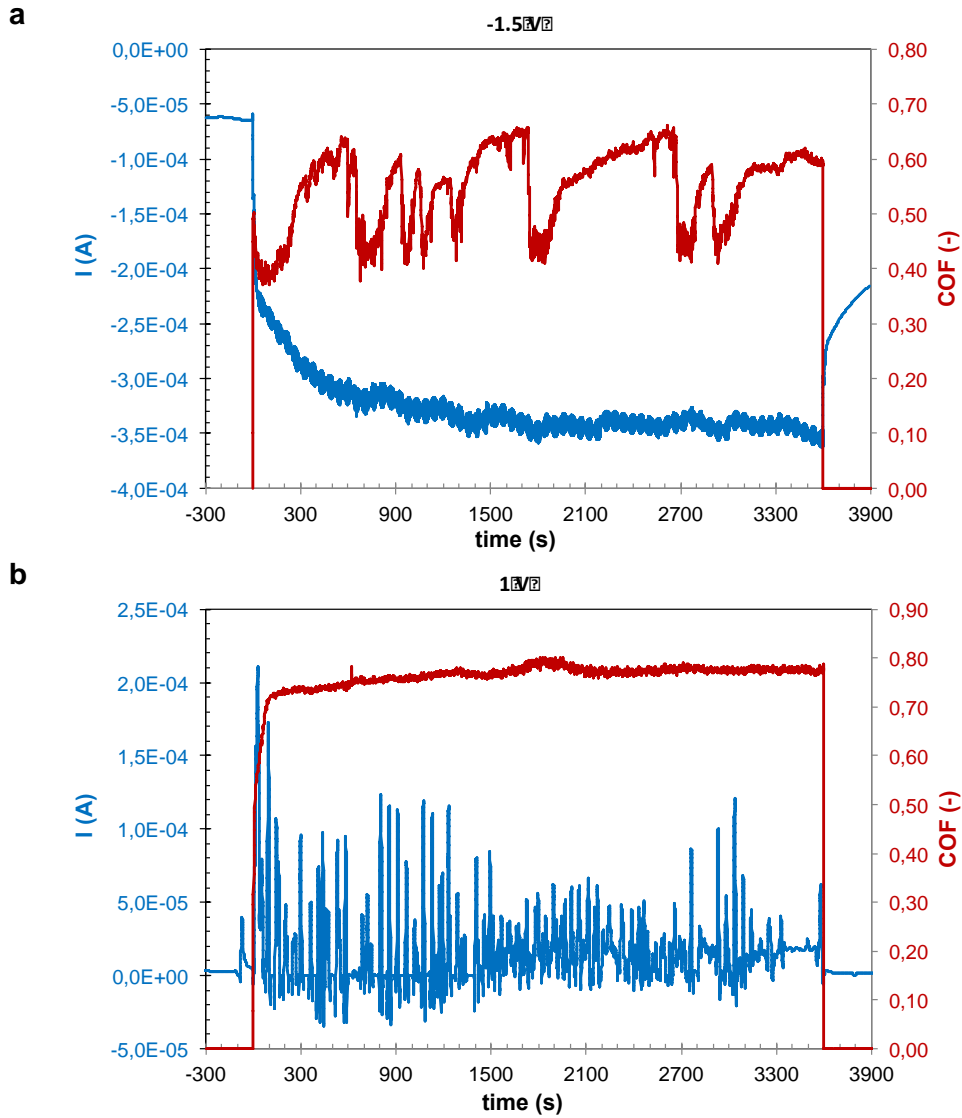 a
-1.5 V
0,0E+00
-5,0E-05
-1,0E-04
-1,5E-04
-2,0E-04
-2,5E-04
-3,0E-04
-3,5E-04
-4,0E-04
I (A)
0,80
0,70
0,60
0,50
0,40
0,30
0,20
0,10
0,00
COF (-)
-300 300 900 1500 2100 2700 3300 3900
time (s)
b
1 V
2,5E-04
2,0E-04
1,5E-04
1,0E-04
5,0E-05
0,0E+00
-5,0E-05
I (A)
0,90
0,80
0,70
0,60
0,50
0,40
0,30
0,20
0,10
0,00
COF (-)
-300 300 900 1500 2100 2700 3300 3900
time (s)